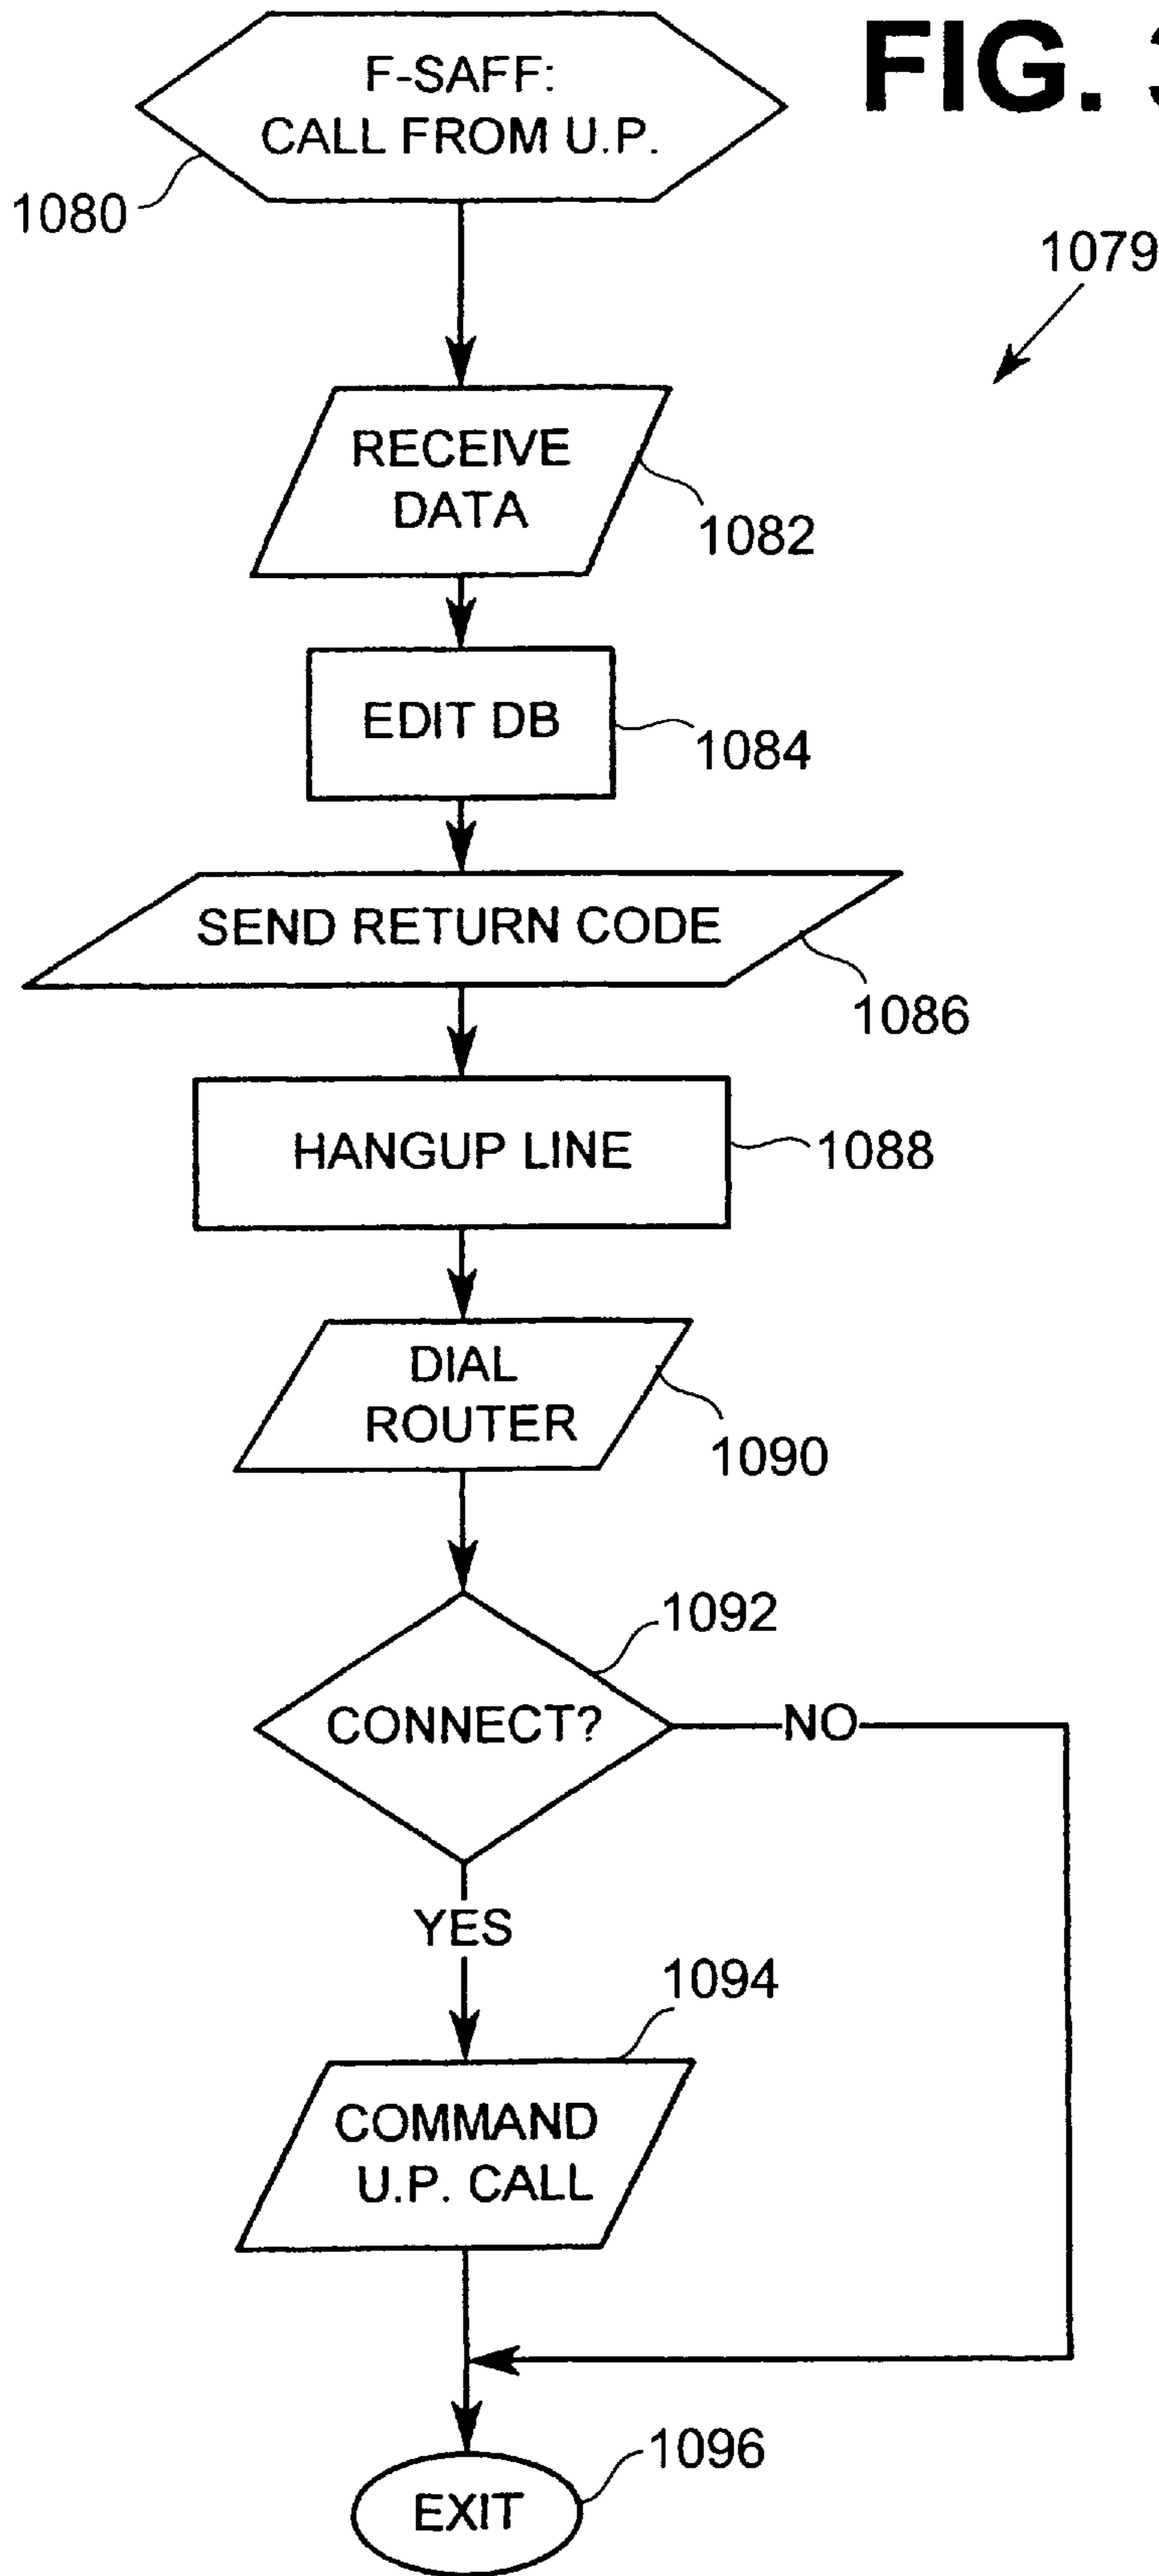 F-SAFF:
CALL FROM U.P.
FIG.
1080
1079
RECEIVE
DATA
1082
EDIT DB
1084
SEND RETURN CODE
1086
HANGUP LINE
1088
DIAL
ROUTER
1090
1092
CONNECT?
NO
YES
1094
COMMAND
U.P. CALL
1096
EXIT